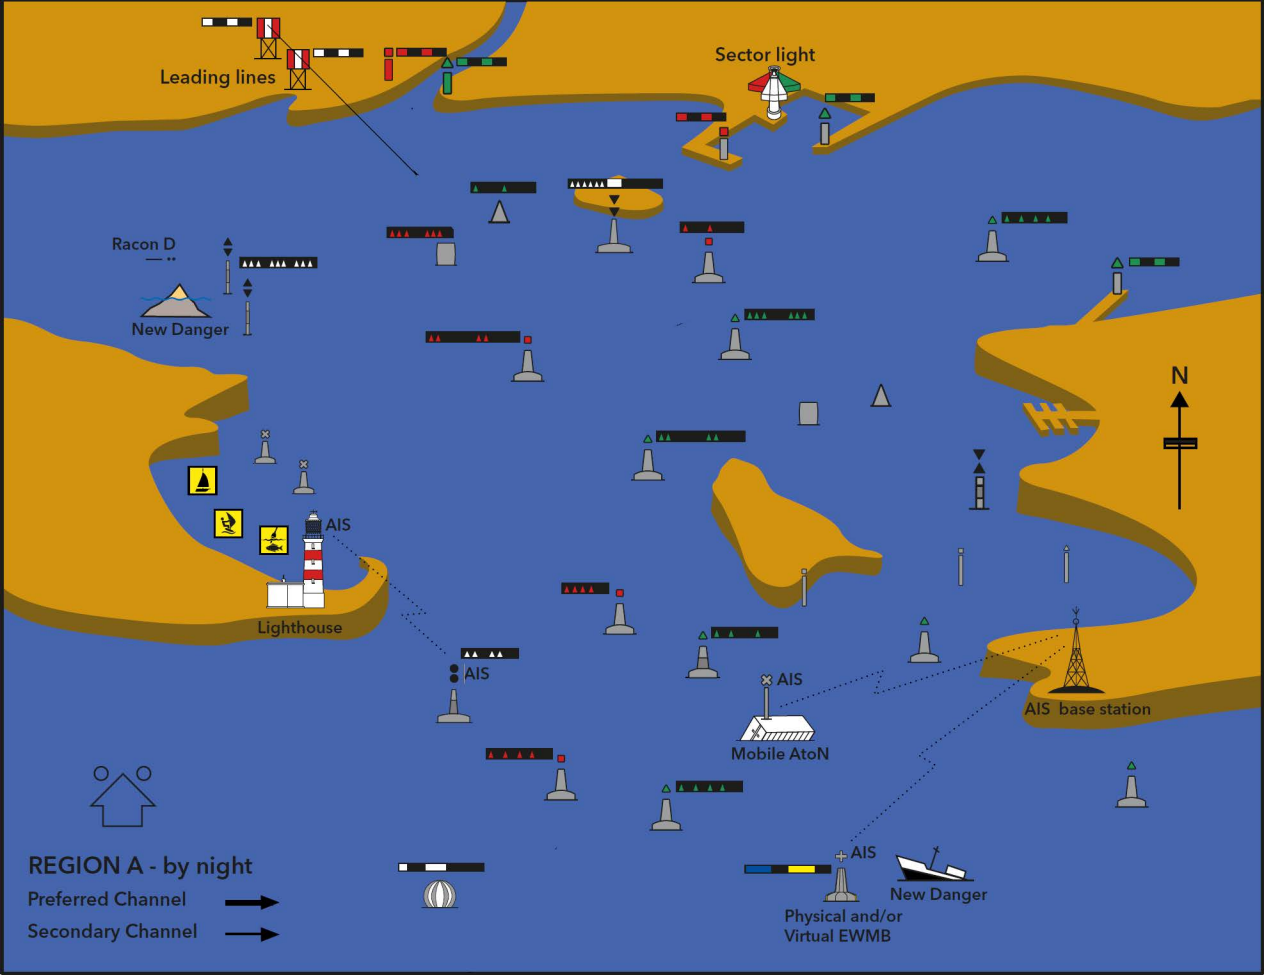 Leading lines
Sector light
Racon D
New Danger
N
AIS
Lighthouse
AIS
AIS
Mobile AtoN
AIS base station
REGION A - by night
Preferred Channel
Secondary Channel
AIS
New Danger
Physical and/or
Virtual EWMB